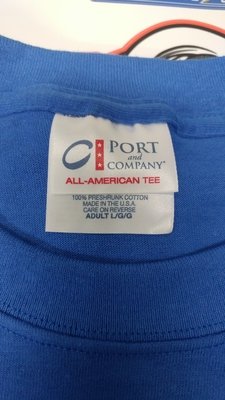 PORT
and
COMPANY
ALL-AMERICAN TEE
100% PRESHRUNK COTTON
MADE IN THE U.S.A.
CARE ON REVERSE
ADULT L/G/G